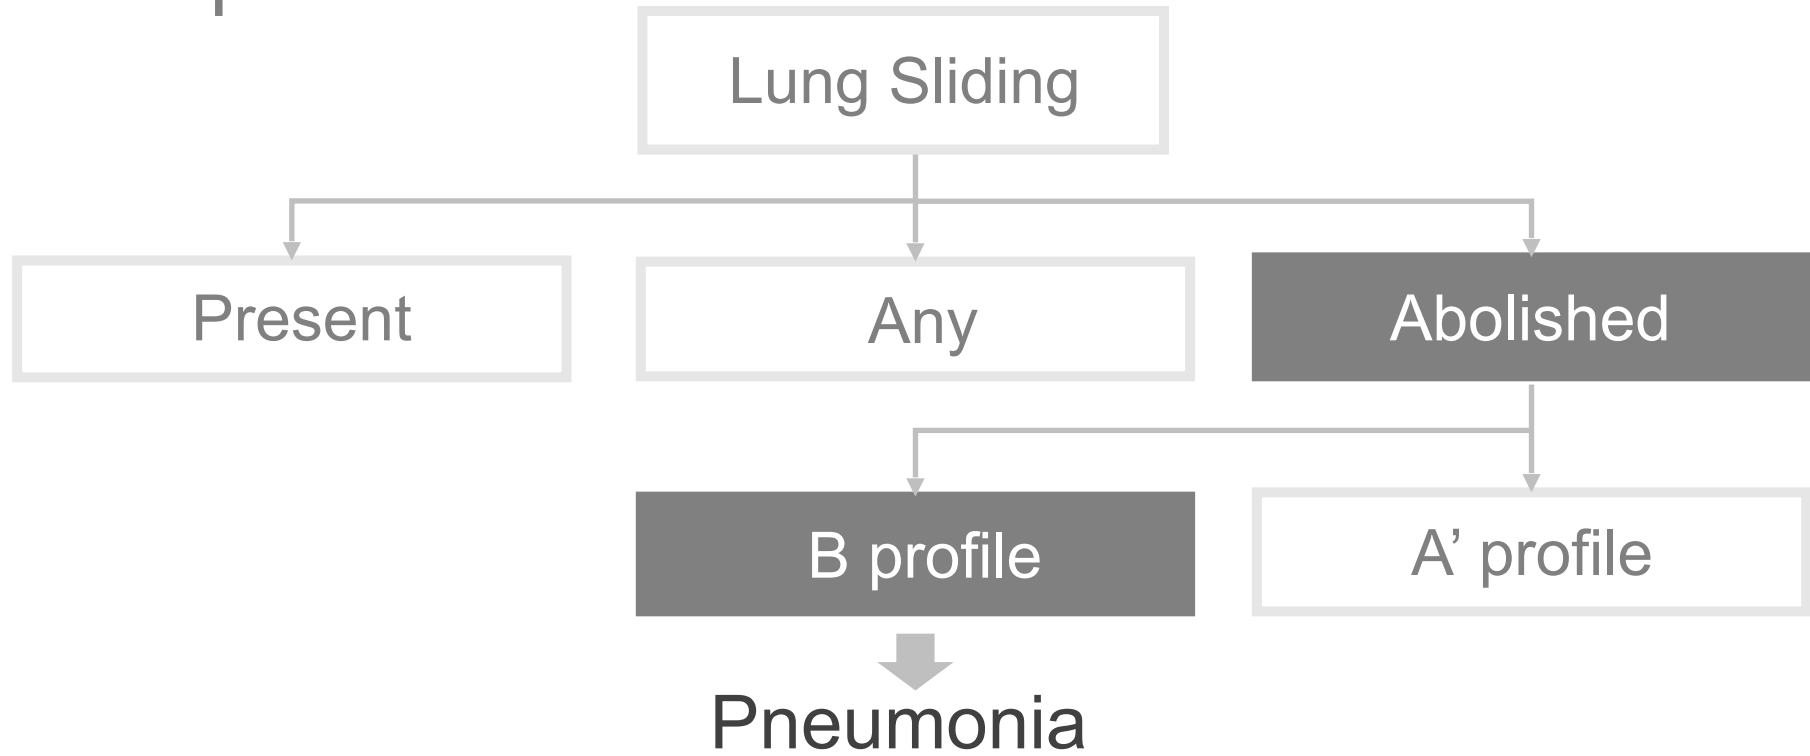 Lung Sliding
Present
Any
Abolished
B profile
A’ profile
Pneumonia